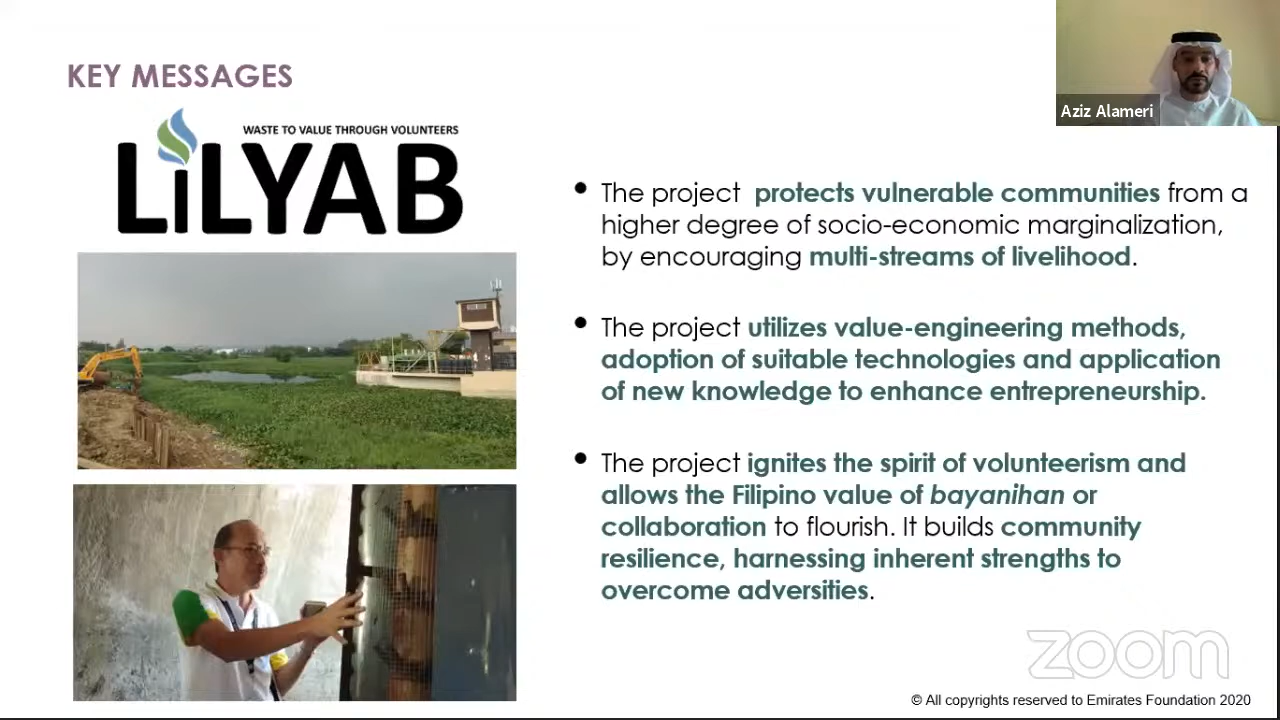 KEY MESSAGES
WASTE TO VALUE THROUGH VOLUNTEERS
LiLYAB
Aziz Alameri
• The project protects vulnerable communities from a
higher degree of socio-economic marginalization,
by encouraging multi-streams of livelihood.
• The project utilizes value-engineering methods,
adoption of suitable technologies and application
of new knowledge to enhance entrepreneurship.
• The project ignites the spirit of volunteerism and
allows the Filipino value of bayanihan or
collaboration to flourish. It builds community
resilience, harnessing inherent strengths to
overcome adversities.
zoom
© All copyrights reserved to Emirates Foundation 2020